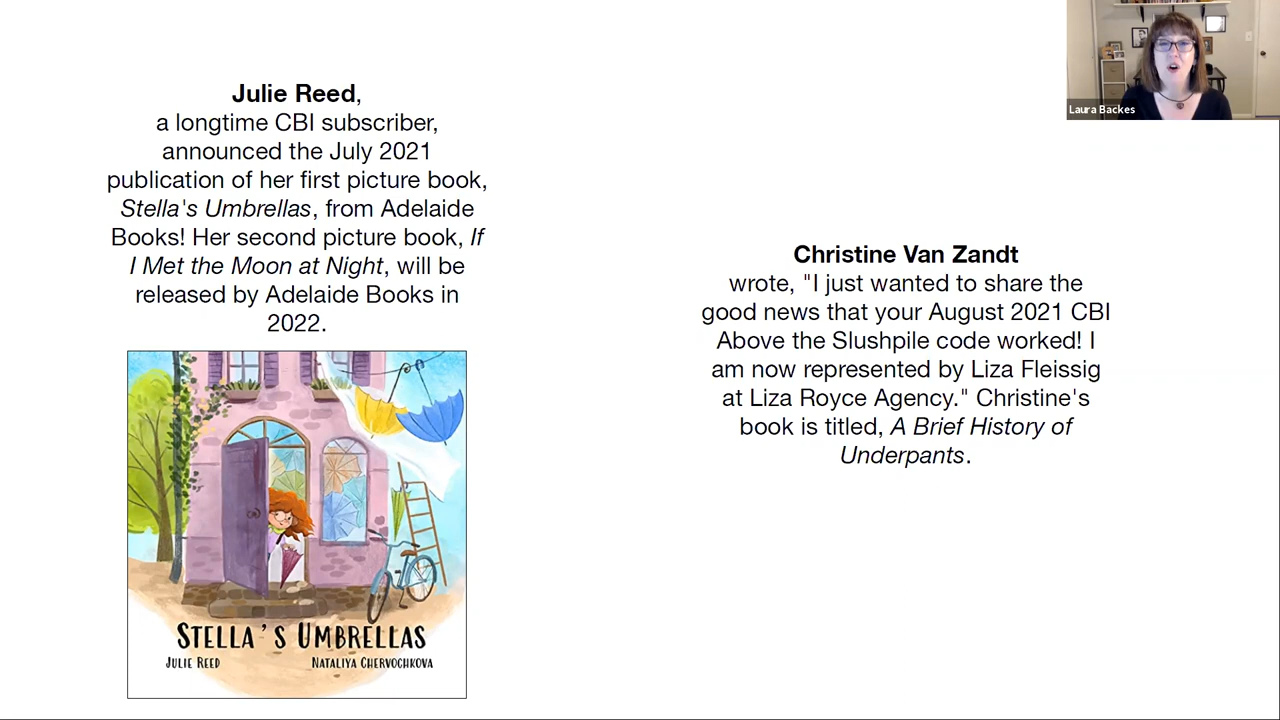 Julie Reed,
a longtime CBI subscriber,
announced the July 2021
publication of her first picture book,
Stella's Umbrellas, from Adelaide
Books! Her second picture book, If
I Met the Moon at Night, will be
released by Adelaide Books in
2022.
STELLA'S UMBRELLAS
JULIE REED
NATALIYA CHERVOCHKOVA
Christine Van Zandt
wrote, "I just wanted to share the
good news that your August 2021 CBI
Above the Slushpile code worked! I
am now represented by Liza Fleissig
at Liza Royce Agency." Christine's
book is titled, A Brief History of
Underpants.
Laura Backes